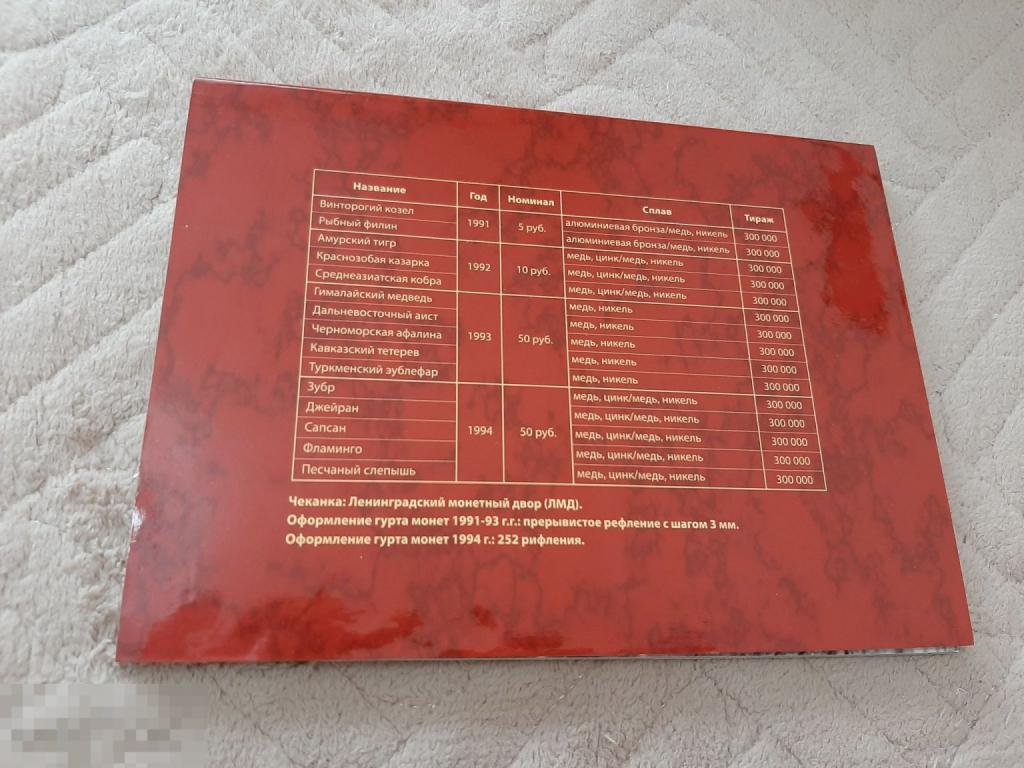 Название Год Номинал Сплав Тираж
Винторогий козел 1991 5 руб. алюминиевая бронза/медь, никель 300 000
Рыбный филин алюминиевая бронза/медь, никель 300 000
Амурский тигр 1992 10 руб. медь, цинк/медь, никель 300 000
Краснозобая казарка медь, цинк/медь, никель 300 000
Среднеазиатская кобра медь, цинк/медь, никель 300 000
Гималайский медведь 1993 50 руб. медь, никель 300 000
Дальневосточный аист медь, никель 300 000
Черноморская афалина медь, никель 300 000
Кавказский тетерев медь, никель 300 000
Туркменский эублефар медь, никель 300 000
Зубр 1994 50 руб. медь, цинк/медь, никель 300 000
Джейран медь, цинк/медь, никель 300 000
Сапсан медь, цинк/медь, никель 300 000
Фламинго медь, цинк/медь, никель 300 000
Песчаный слепышь медь, цинк/медь, никель 300 000
Чеканка: Ленинградский монетный двор (ЛМД).
Оформление гурта монет 1991-93 г.г.: прерывистое рефление с шагом 3 мм.
Оформление гурта монет 1994 г.: 252 рифления.